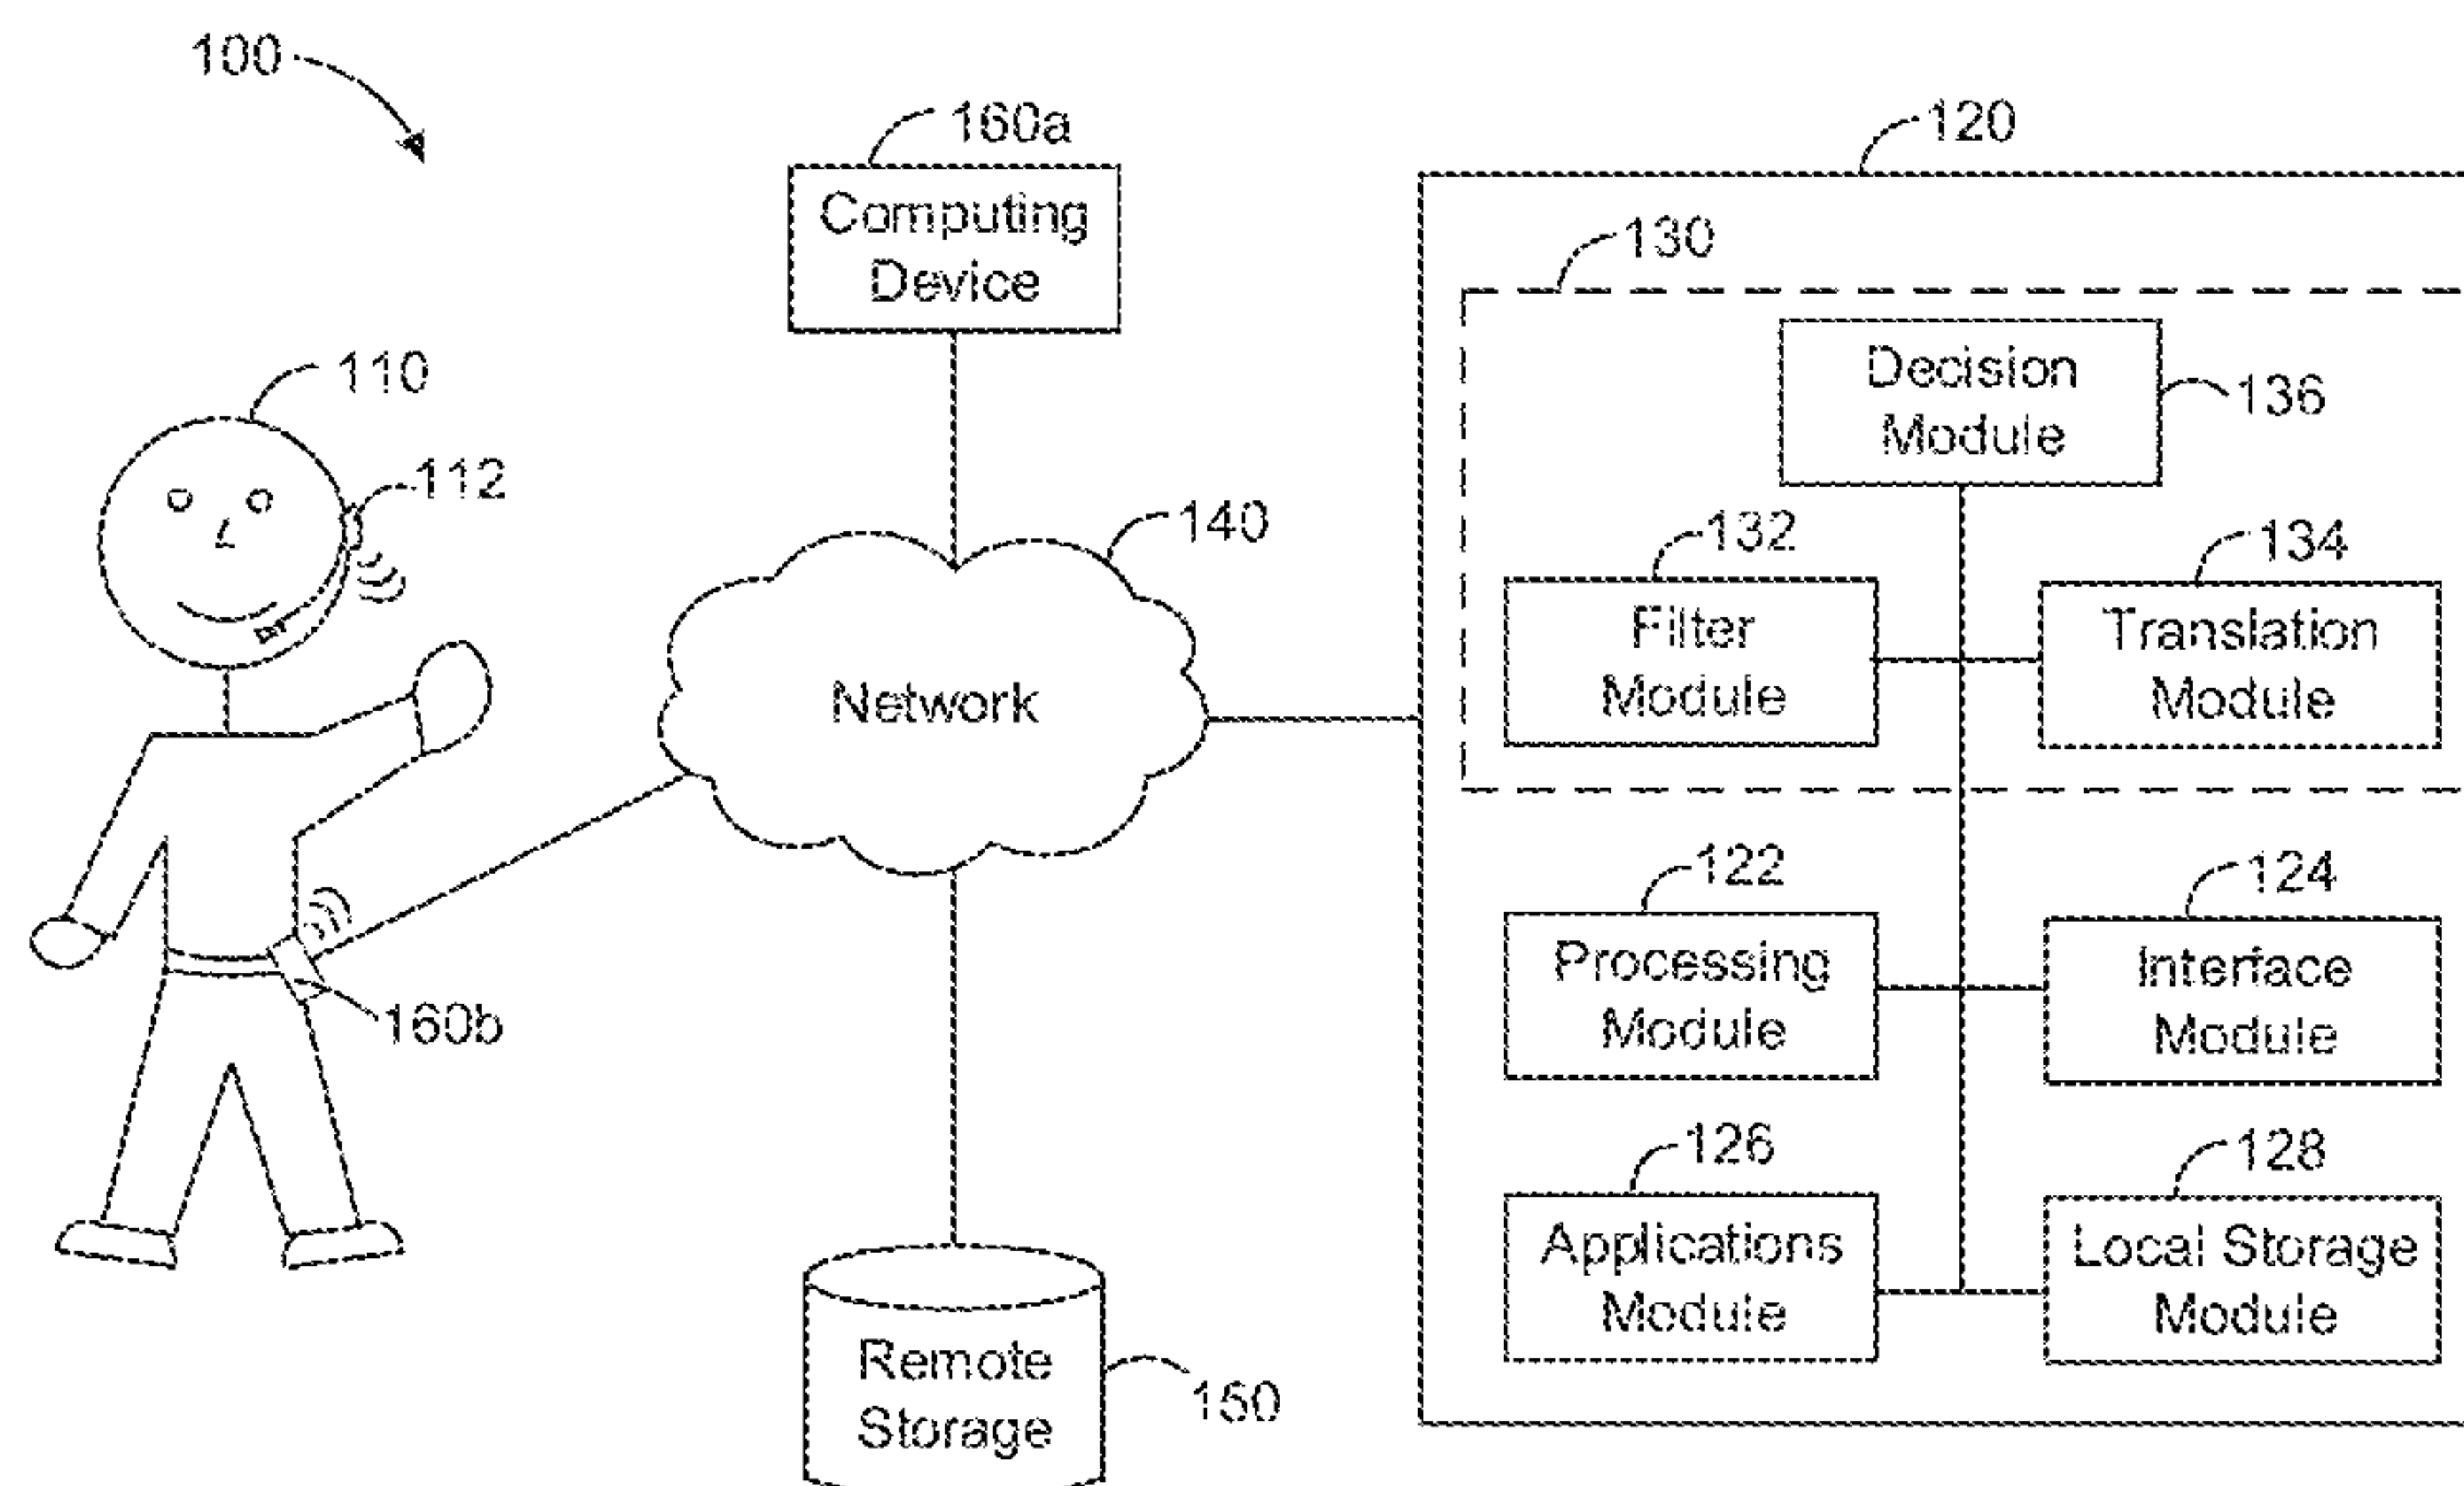 100
160a
Computing
Device
120
130
Decision
Module
136
110
112
140
132
134
Filter
Module
Translation
Module
Network
122
124
Processing
Module
Interface
Module
160b
126
128
Applications
Module
Local Storage
Module
Remote
Storage
150